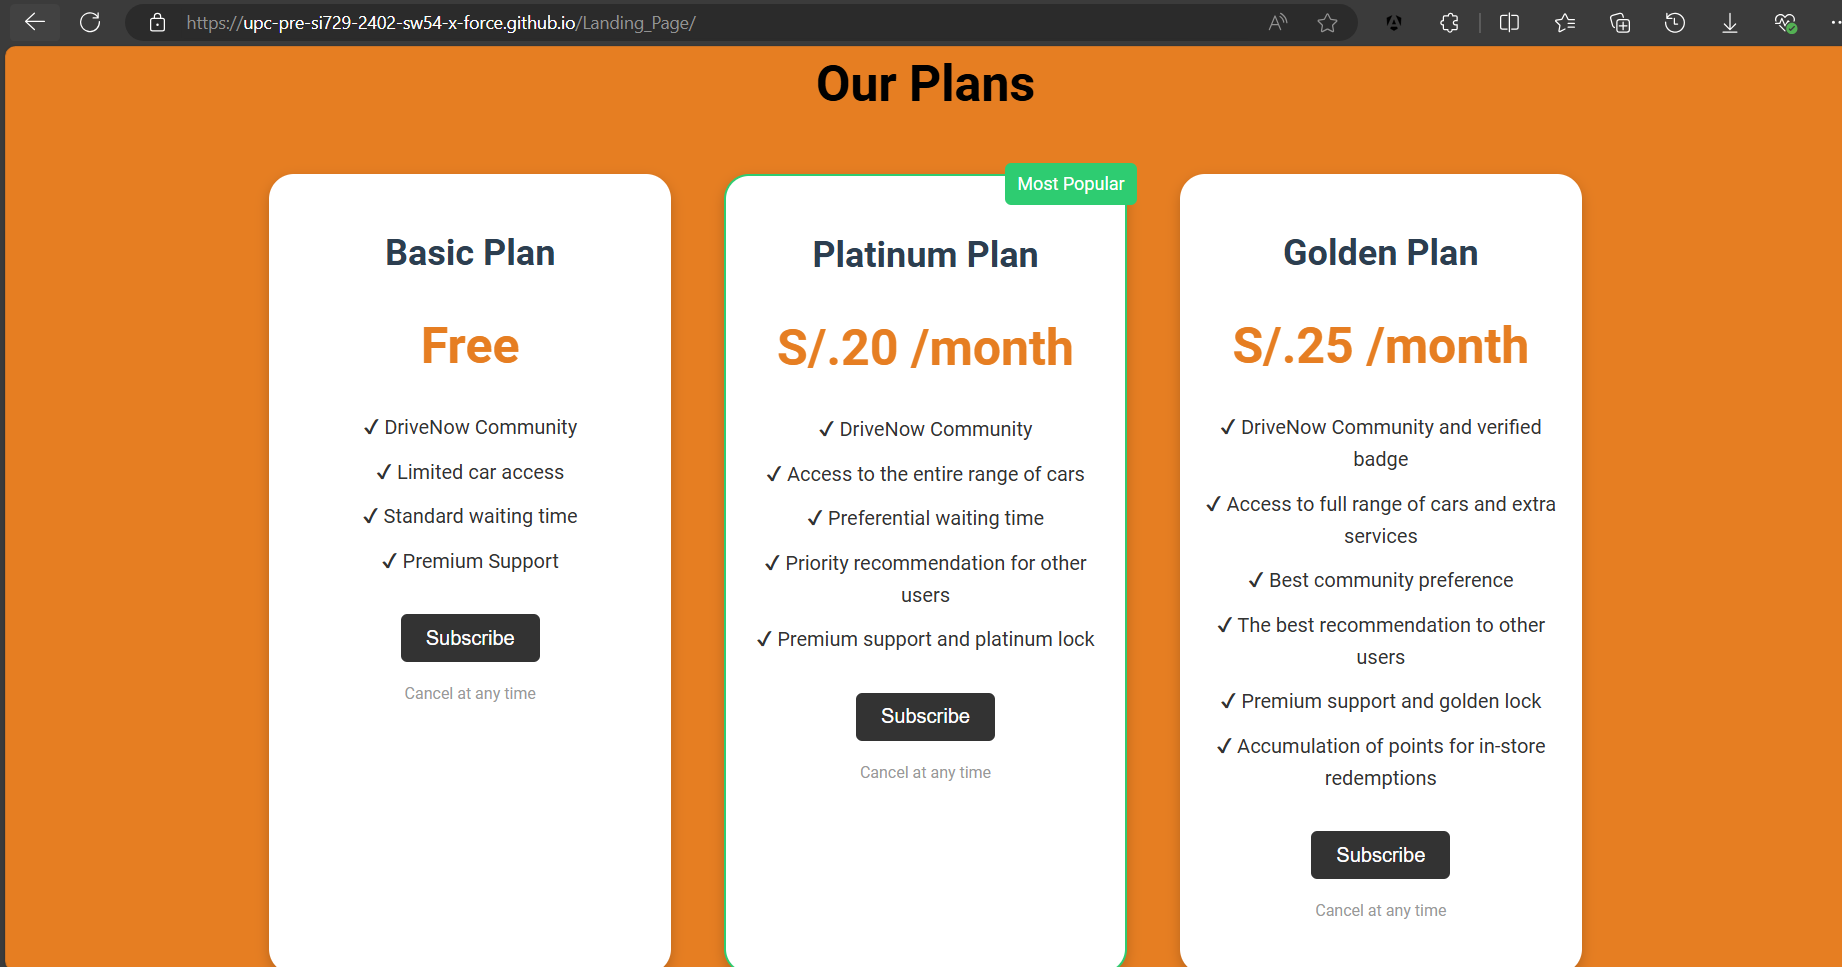 https://upc-pre-si729-2402-sw54-x-force.github.io/Landing_Page/
Our Plans
Basic Plan
Free
✓ DriveNow Community
✓ Limited car access
✓ Standard waiting time
✓ Premium Support
Subscribe
Cancel at any time
Most Popular
Platinum Plan
S/.20 /month
✓ DriveNow Community
✓ Access to the entire range of cars
✓ Preferential waiting time
✓ Priority recommendation for other
users
✓ Premium support and platinum lock
Subscribe
Cancel at any time
Golden Plan
S/.25 /month
✓ DriveNow Community and verified
badge
✓ Access to full range of cars and extra
services
✓ Best community preference
✓ The best recommendation to other
users
✓ Premium support and golden lock
✓ Accumulation of points for in-store
redemptions
Subscribe
Cancel at any time